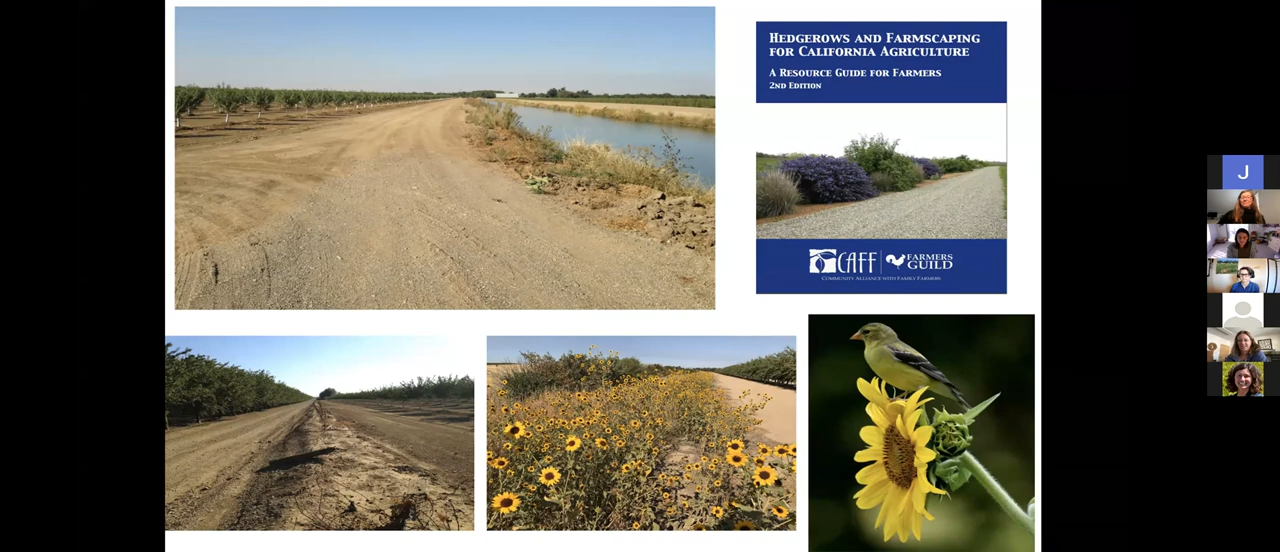 HEDGEROWS AND FARMSCAPING
FOR CALIFORNIA AGRICULTURE
A RESOURCE GUIDE FOR FARMERS
2ND EDITION
CAFF
FARMERS
GUILD
COMMUNITY ALLIANCE WITH FAMILY FARMERS
J